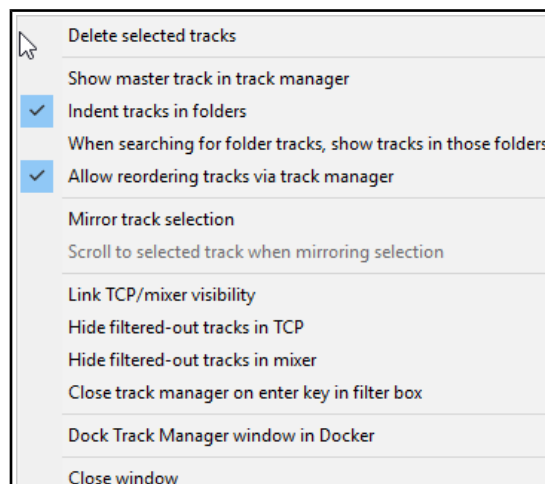 Delete selected tracks
Show master track in track manager
Indent tracks in folders
When searching for folder tracks, show tracks in those folders
Allow reordering tracks via track manager
Mirror track selection
Scroll to selected track when mirroring selection
Link TCP/mixer visibility
Hide filtered-out tracks in TCP
Hide filtered-out tracks in mixer
Close track manager on enter key in filter box
Dock Track Manager window in Docker
Close window